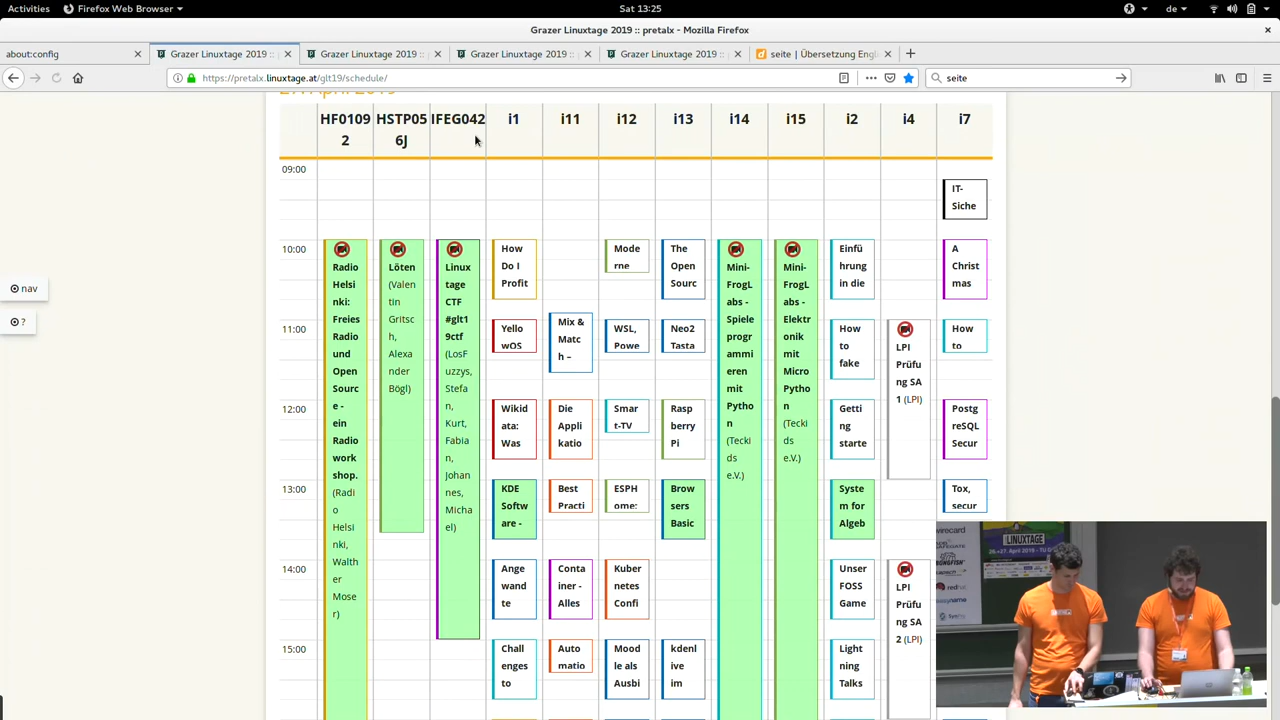 Activities
Firefox Web Browser
Sat 13:25
de
Grazer Linuxtage 2019 :: pretalx - Mozilla Firefox
about:config
Grazer Linuxtage 2019 ::
Grazer Linuxtage 2019 ::
Grazer Linuxtage 2019 ::
Grazer Linuxtage 2019 ::
seite | Übersetzung Engl
https://pretalx.linuxtage.at/glt19/schedule/
seite
HF0109
2
HSTP05
6J
IFEG042
i1
i11
i12
i13
i14
i15
i2
i4
i7
09:00
10:00
11:00
12:00
13:00
14:00
15:00
nav
?
Radio
Helsi
nki:
Freies
Radio
und
Open
Sourc
e -
ein
Radio
work
shop.
(Radi
o
Helsi
nki,
Walth
er
Mose
r)
Löten
(Valen
tin
Gritsc
h,
Alexa
nder
Bögl)
Linux
tage
CTF
#glt1
9ctf
(LosF
uzzys,
Stefa
n,
Kurt,
Fabia
n,
Johan
nes,
Micha
el)
How
Do I
Profit
Yello
wOS
Wikid
ata:
Was
KDE
Softw
are -
Ange
wand
te
Chall
enges
to
Mix &
Matc
h –
Die
Appli
katio
Best
Practi
Conta
iner -
Alles
Auto
matio
Mode
rne
WSL,
Powe
Smar
t-TV
ESPH
ome:
Kuber
netes
Confi
Mood
le als
Ausbi
The
Open
Sourc
Neo2
Tasta
Rasp
berry
Pi
Brow
sers
Basic
kdenl
ive
im
Mini-
FrogL
abs -
Spiele
progr
ammi
eren
mit
Pytho
n
(Tecki
ds
e.V.)
Mini-
FrogL
abs -
Elektr
onik
mit
Micro
Pytho
n
(Tecki
ds
e.V.)
Einfü
hrung
in die
How
to
fake
Getti
ng
starte
Syste
m for
Algeb
Unser
FOSS
Game
Light
ning
Talks
LPI
Prüfu
ng SA
1 (LPI)
LPI
Prüfu
ng SA
2 (LPI)
IT-
Siche
A
Christ
mas
How
to
Postg
reSQL
Secur
Tox,
secur
LINUXTAGE
redhat